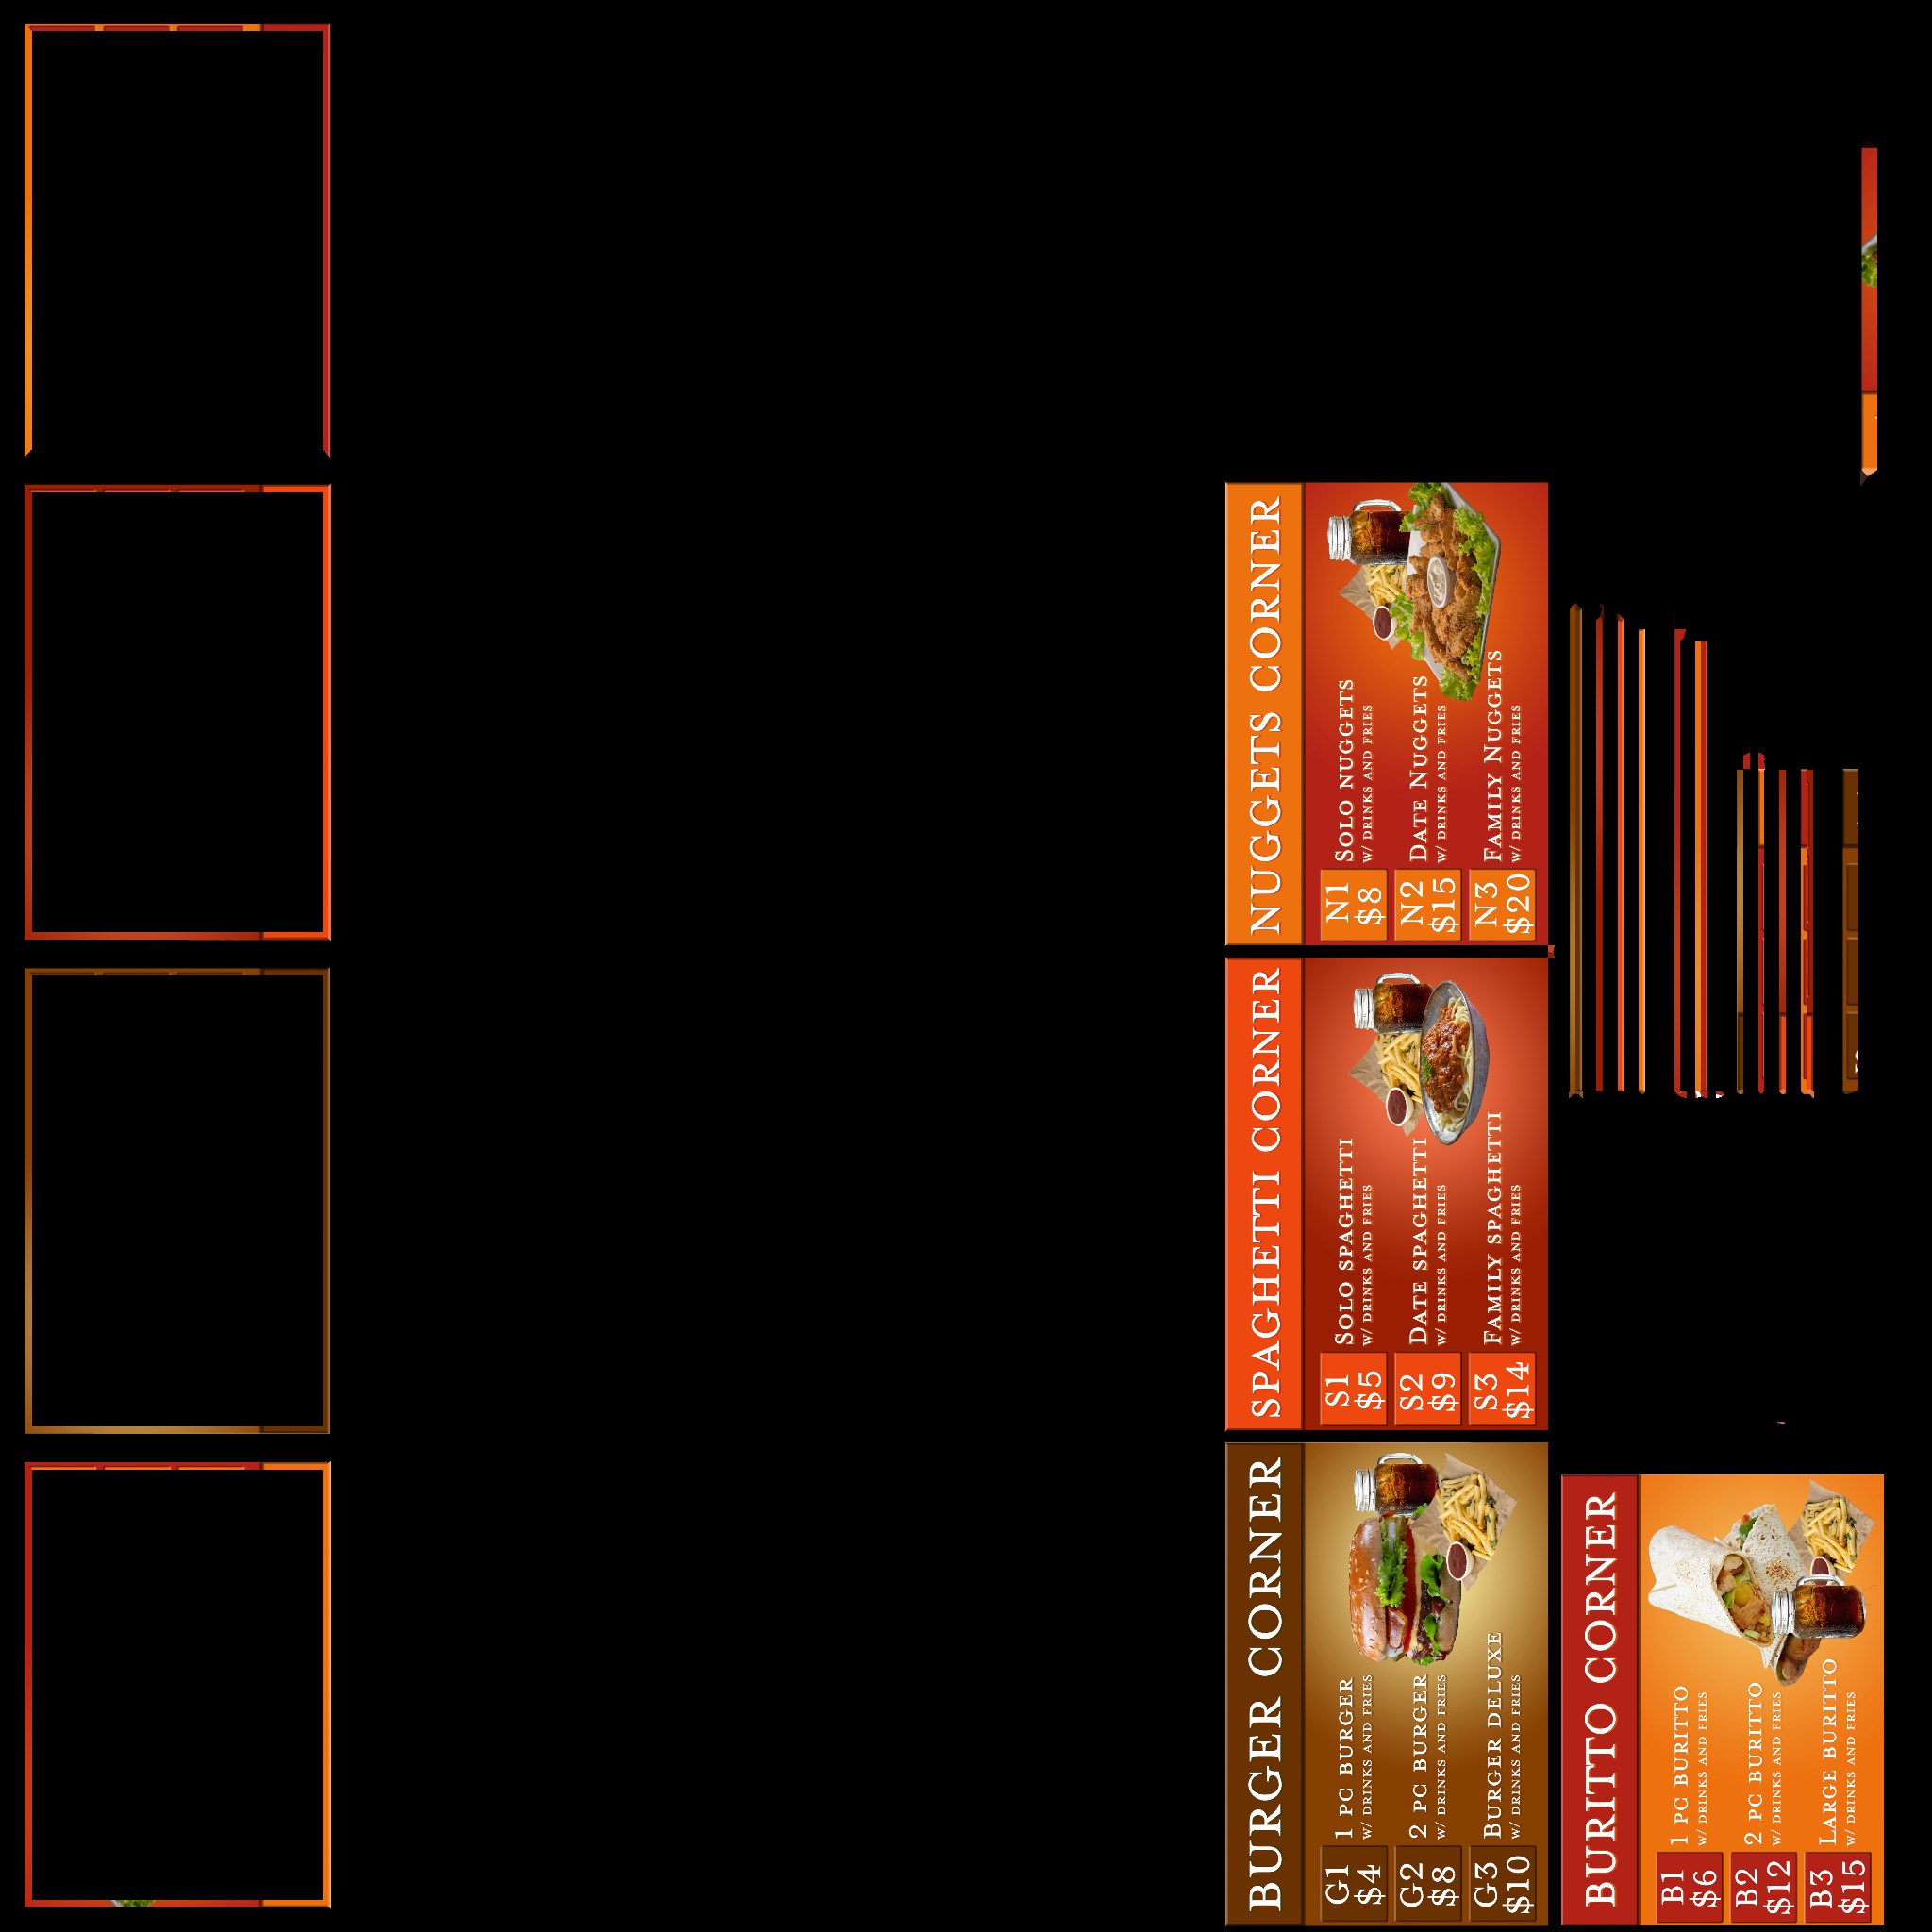 NUGGETS CORNER
N1
$8
SOLO NUGGETS
W/ DRINKS AND FRIES
N2
$15
DATE NUGGETS
W/ DRINKS AND FRIES
N3
$20
FAMILY NUGGETS
W/ DRINKS AND FRIES
SPAGHETTI CORNER
S1
$5
SOLO SPAGHETTI
W/ DRINKS AND FRIES
S2
$9
DATE SPAGHETTI
W/ DRINKS AND FRIES
S3
$14
FAMILY SPAGHETTI
W/ DRINKS AND FRIES
BURGER CORNER
G1
$4
1 PC BURGER
W/ DRINKS AND FRIES
G2
$8
2 PC BURGER
W/ DRINKS AND FRIES
G3
$10
BURGER DELUXE
W/ DRINKS AND FRIES
BURITTO CORNER
B1
$6
1 PC BURITTO
W/ DRINKS AND FRIES
B2
$12
2 PC BURITTO
W/ DRINKS AND FRIES
B3
$15
LARGE BURITTO
W/ DRINKS AND FRIES